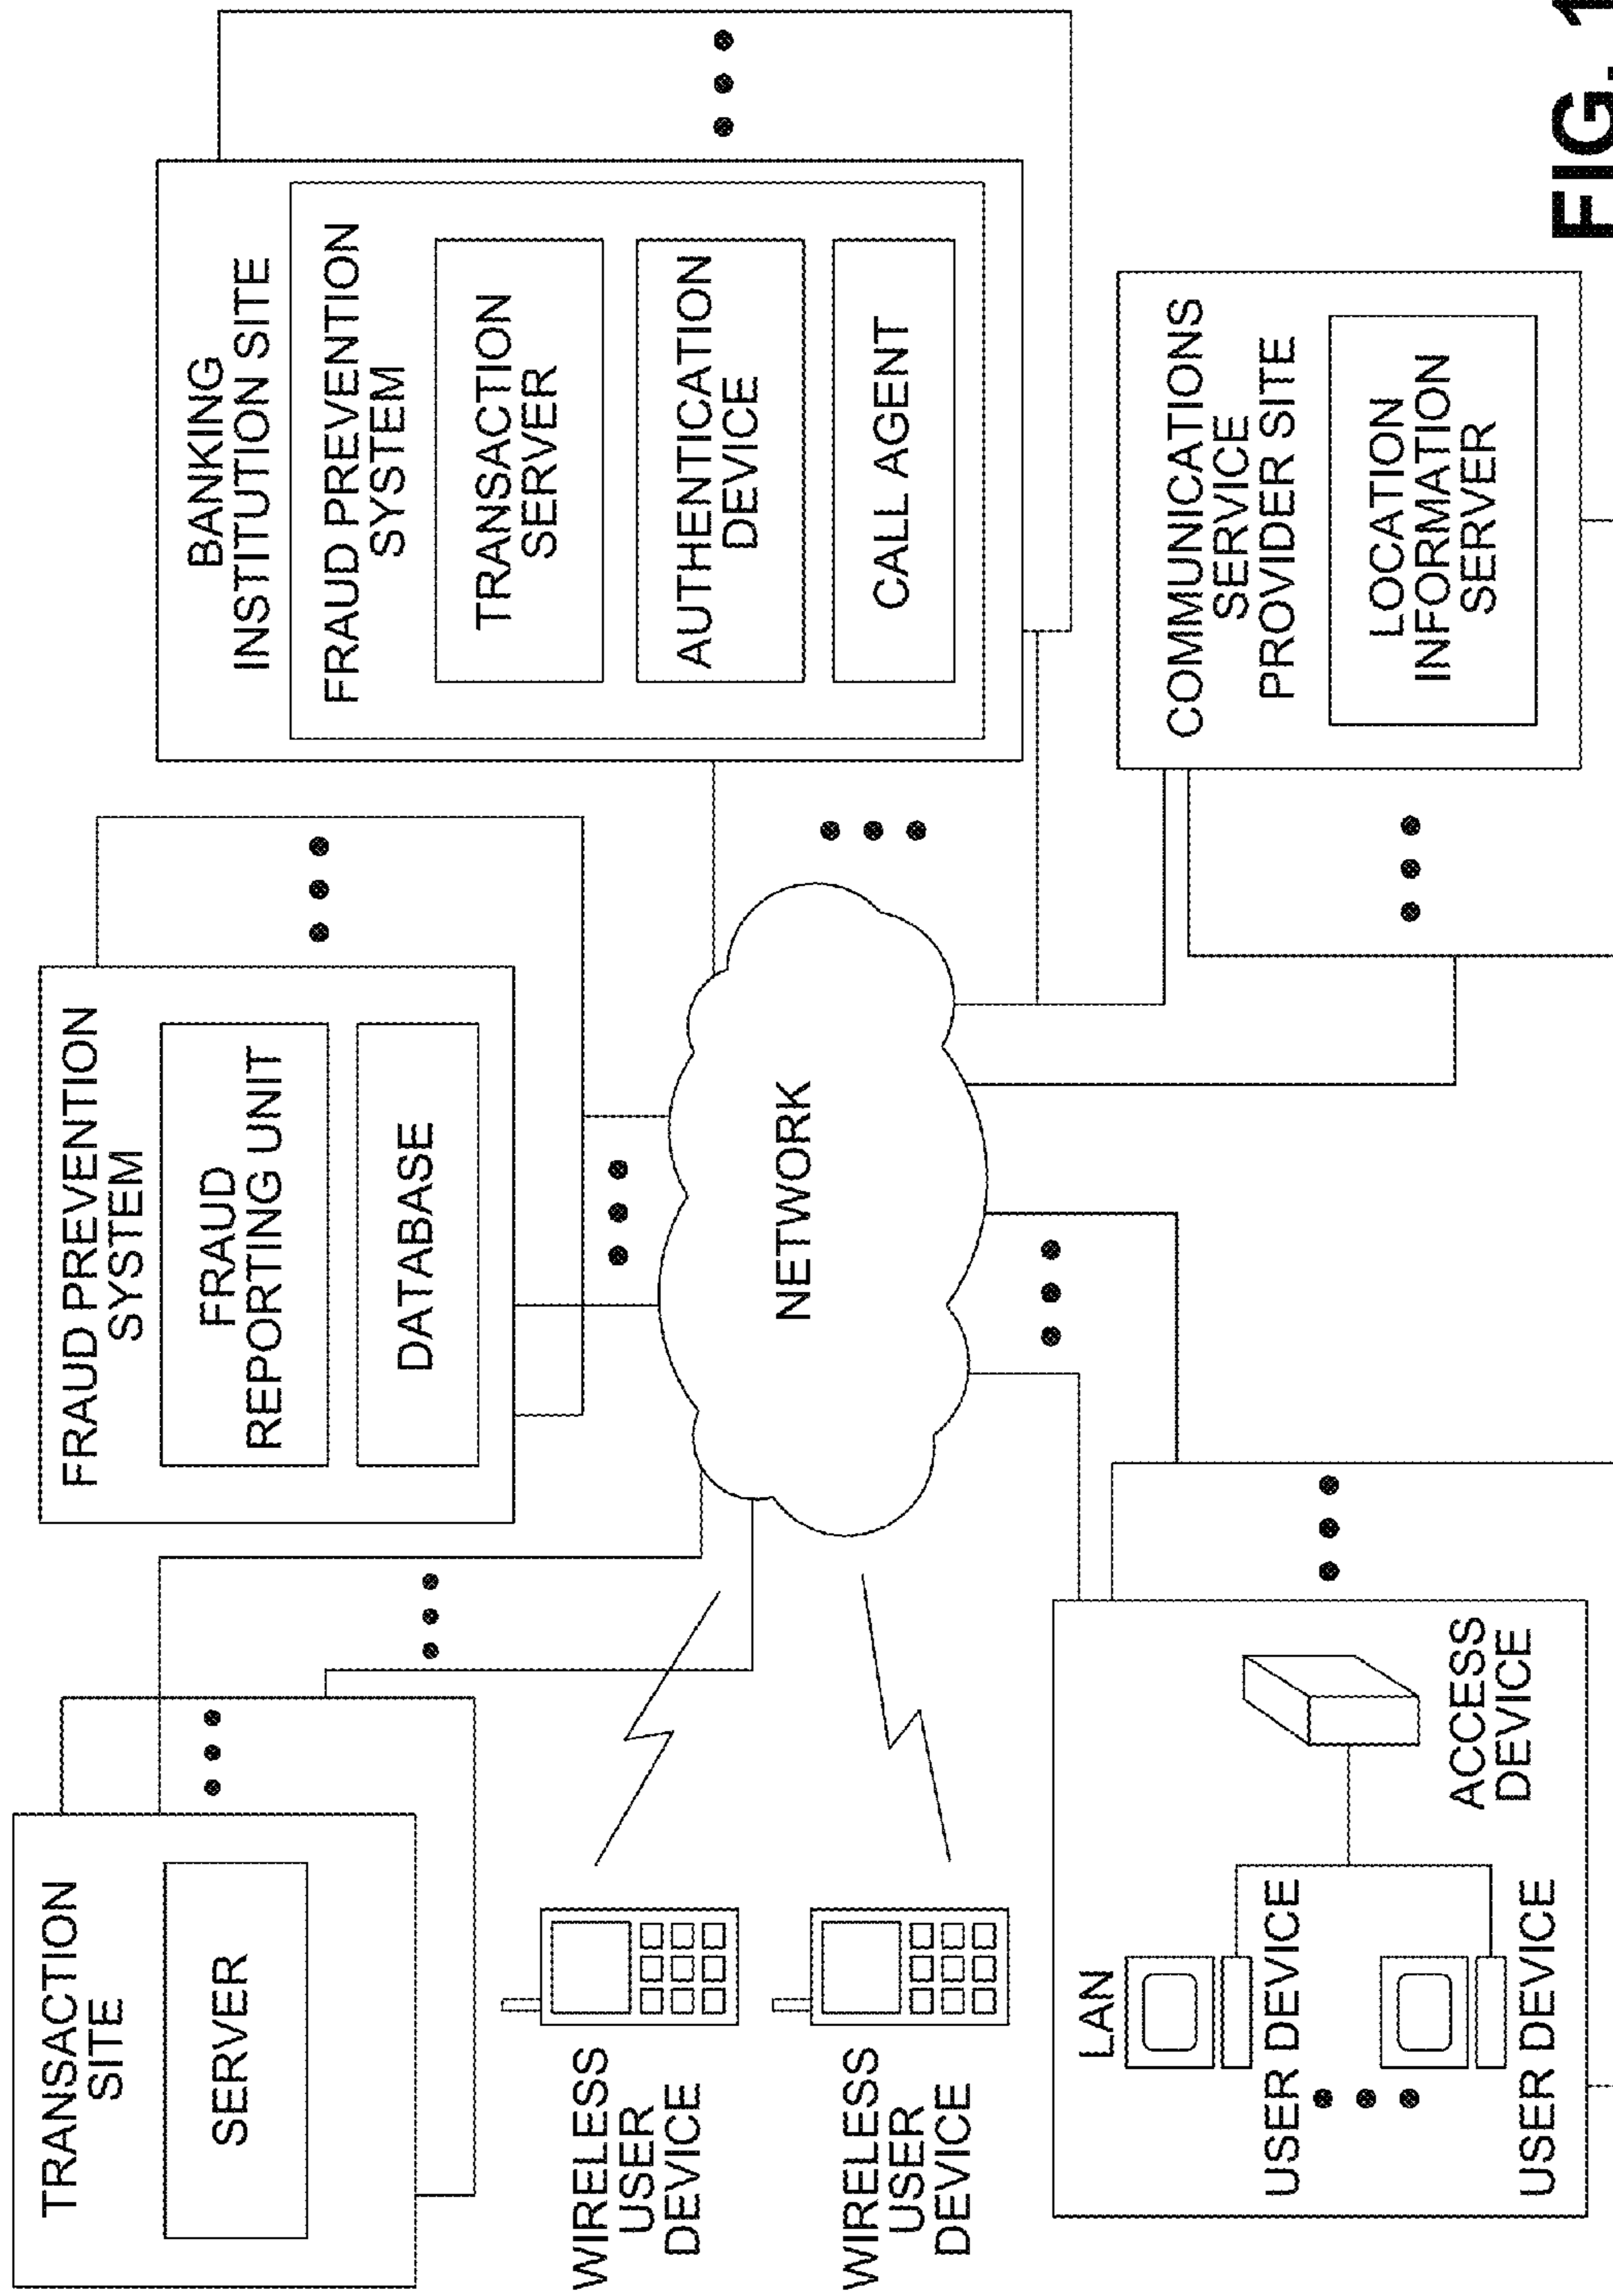 TRANSACTION
SITE
SERVER
FRAUD PREVENTION
SYSTEM
FRAUD
REPORTING UNIT
DATABASE
BANKING
INSTITUTION SITE
FRAUD PREVENTION
SYSTEM
TRANSACTION
SERVER
AUTHENTICATION
DEVICE
CALL AGENT
WIRELESS
USER
DEVICE
WIRELESS
USER
DEVICE
NETWORK
LAN
USER DEVICE
USER DEVICE
ACCESS
DEVICE
COMMUNICATIONS
SERVICE
PROVIDER SITE
LOCATION
INFORMATION
SERVER
FIG. 1